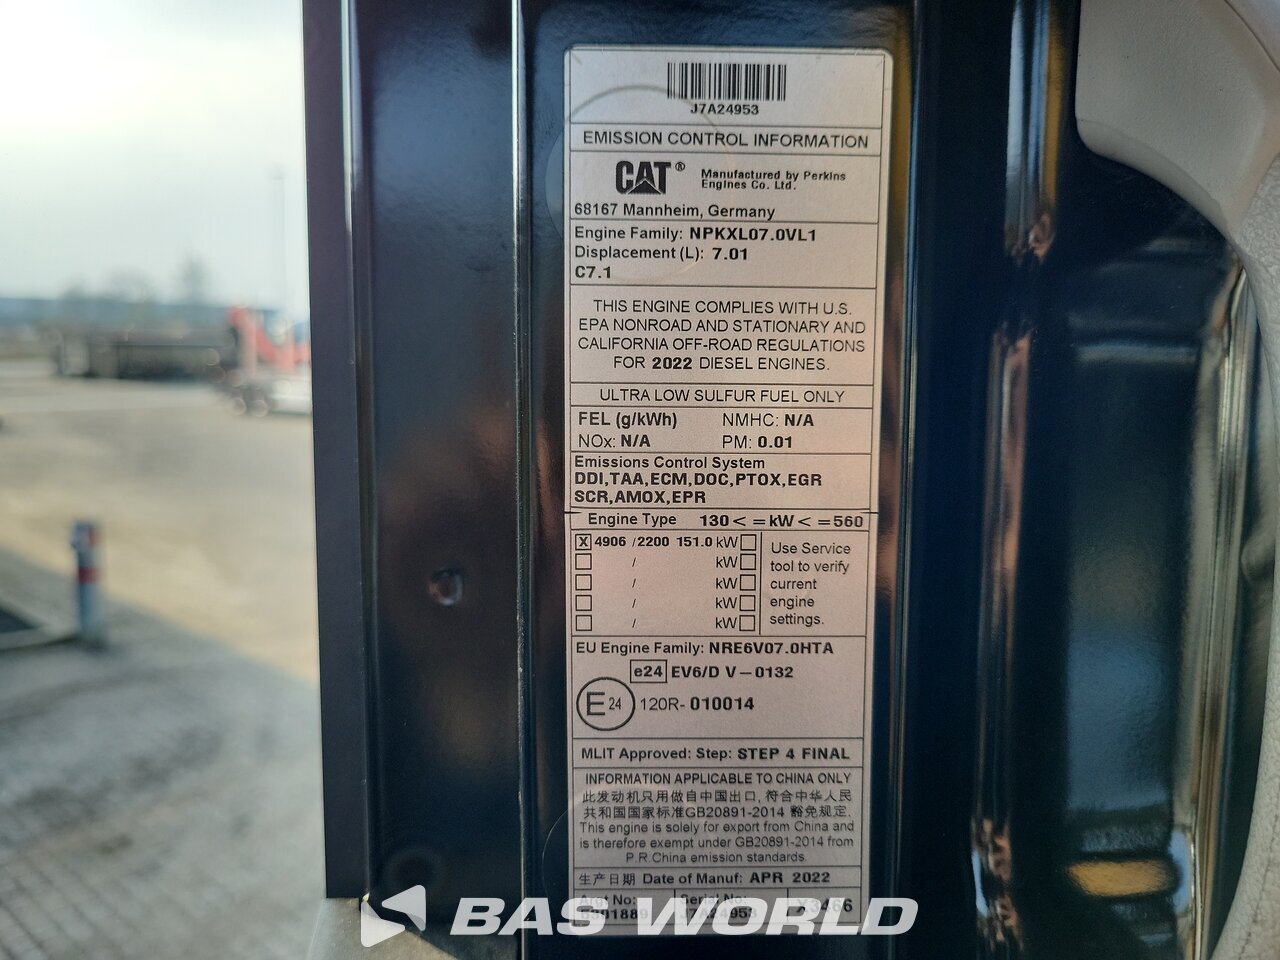 J7A24953
EMISSION CONTROL INFORMATION
CAT® Manufactured by Perkins
Engines Co. Ltd.
68167 Mannheim, Germany
Engine Family: NPKXL07.0VL1
Displacement (L): 7.01
C7.1
THIS ENGINE COMPLIES WITH U.S.
EPA NONROAD AND STATIONARY AND
CALIFORNIA OFF-ROAD REGULATIONS
FOR 2022 DIESEL ENGINES.
ULTRA LOW SULFUR FUEL ONLY
FEL (g/kWh) NMHC: N/A
NOx: N/A PM: 0.01
Emissions Control System
DDI,TAA,ECM,DOC,PTOX,EGR
SCR,AMOX,EPR
Engine Type 130< =kW< =560
X 4906 /2200 151.0 kW
/ kW
/ kW
/ kW
/ kW
Use Service
tool to verify
current
engine
settings.
EU Engine Family: NRE6V07.0HTA
e24 EV6/D V-0132
E24 120R- 010014
MLIT Approved: Step: STEP 4 FINAL
INFORMATION APPLICABLE TO CHINA ONLY
此发动机只用做自中国出口, 符合中华人民
共和国国家标准GB20891-2014 豁免规定.
This engine is solely for export from China and
is therefore exempt under GB20891-2014 from
P.R.China emission standards.
生产日期 Date of Manuf: APR 2022
Serial No:
J7A24953
BAS WORLD